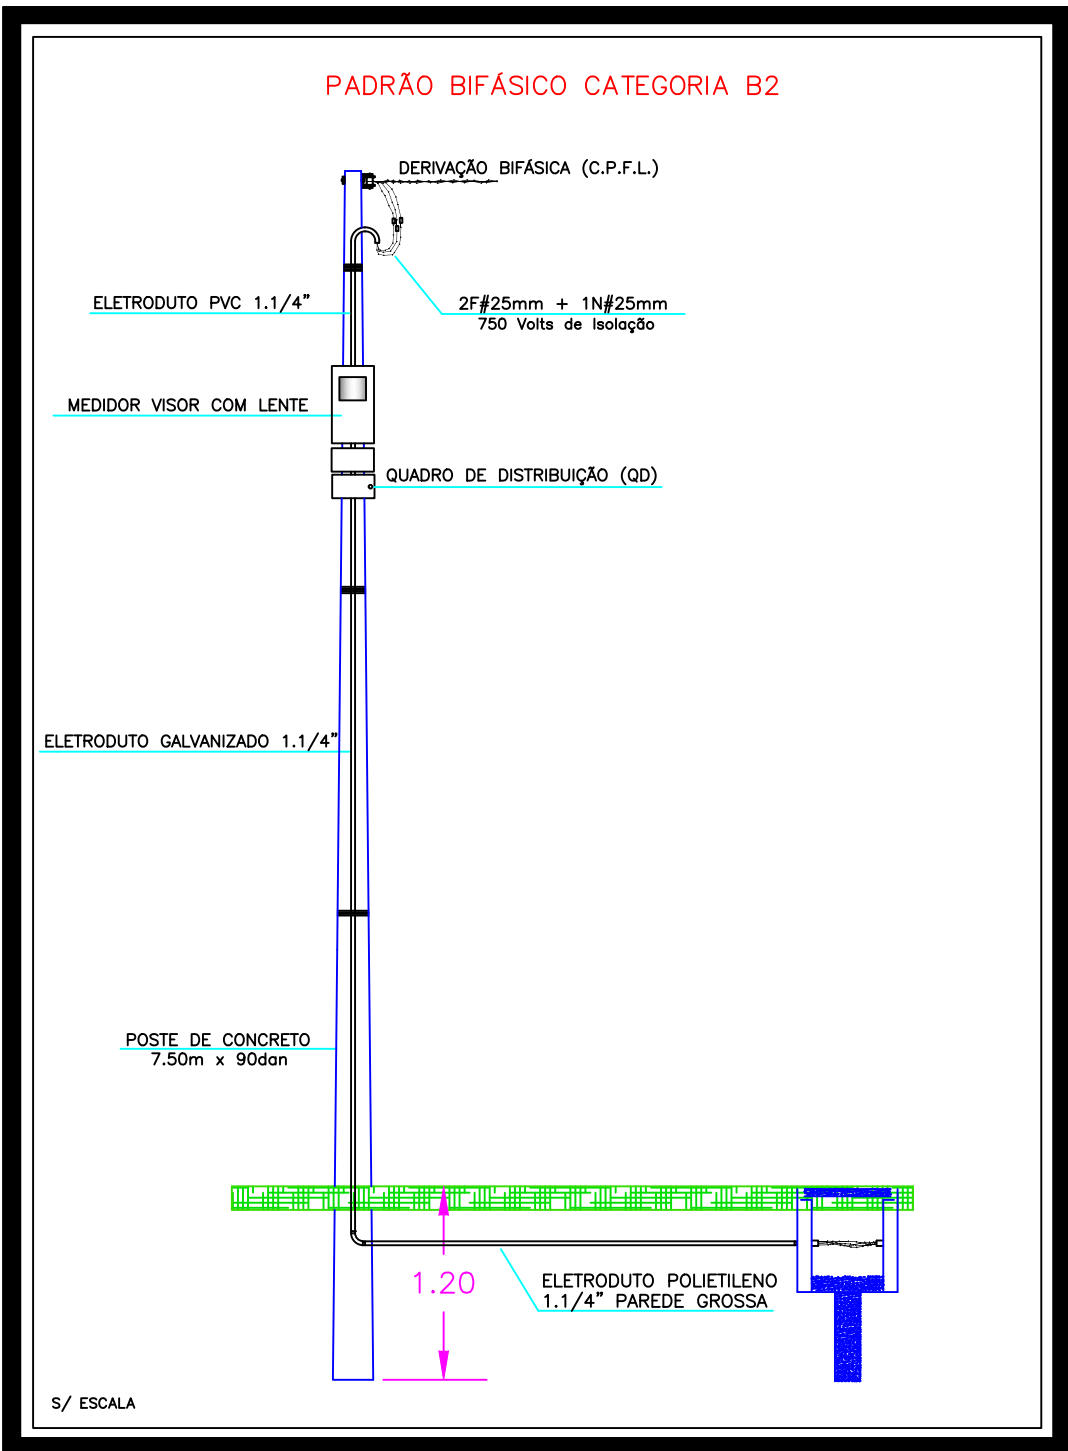 PADRÃO BIFÁSICO CATEGORIA B2
DERIVAÇÃO BIFÁSICA (C.P.F.L.)
ELETRODUTO PVC 1.1/4"
2F#25mm + 1N#25mm
750 Volts de Isolação
MEDIDOR VISOR COM LENTE
QUADRO DE DISTRIBUIÇÃO (QD)
ELETRODUTO GALVANIZADO 1.1/4"
POSTE DE CONCRETO
7.50m x 90dan
1.20
ELETRODUTO POLIETILENO
1.1/4" PAREDE GROSSA
S/ ESCALA